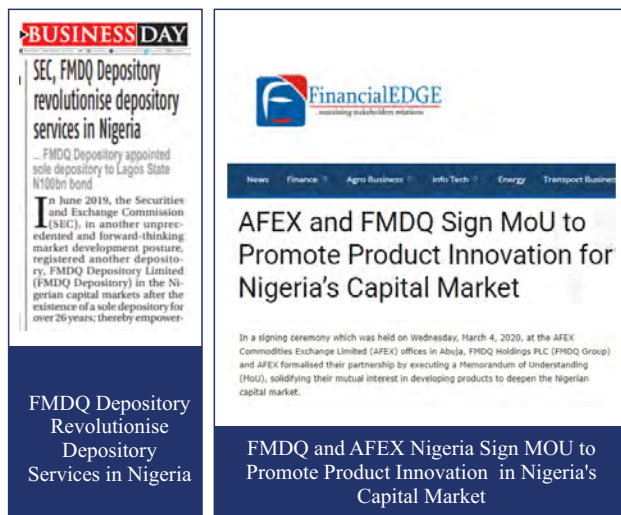 BUSINESS DAY
SEC, FMDQ Depository
revolutionise depository
services in Nigeria
... FMDQ Depository appointed
sole depository to Lagos State
N100bn bond
In June 2019, the Securities
and Exchange Commission
(SEC), in another unprec-
edented and forward-thinking
market development posture,
registered another deposito-
ry, FMDQ Depository Limited
(FMDQ Depository) in the Ni-
gerian capital markets after the
existence of a sole depository for
over 26 years; thereby empower-
FMDQ Depository
Revolutionise
Depository
Services in Nigeria
FinancialEDGE
...sustaining stakeholders relations
News Finance Agro Business Info Tech Energy Transport Business
AFEX and FMDQ Sign MoU to
Promote Product Innovation for
Nigeria's Capital Market
In a signing ceremony which was held on Wednesday, March 4, 2020, at the AFEX
Commodities Exchange Limited (AFEX) offices in Abuja, FMDQ Holdings PLC (FMDQ Group)
and AFEX formalised their partnership by executing a Memorandum of Understanding
(MoU), solidifying their mutual interest in developing products to deepen the Nigerian
capital market.
FMDQ and AFEX Nigeria Sign MOU to
Promote Product Innovation in Nigeria's
Capital Market